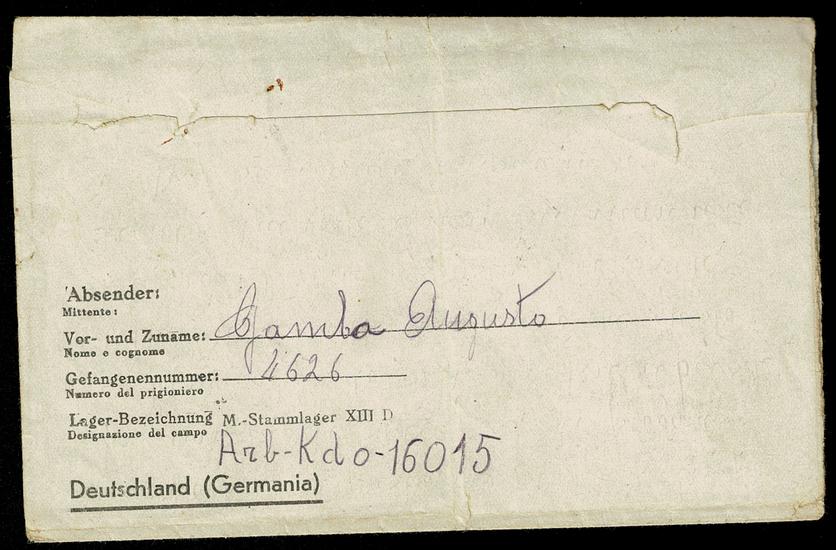 Absender:
Mittente:
Vor- und Zuname: Gamba Augusto
Nome e cognome
Gefangenennummer: 4626
Numero del prigioniero
Lager-Bezeichnung M.-Stammlager XIII D
Designazione del campo
Arb-Kdo-16015
Deutschland (Germania)